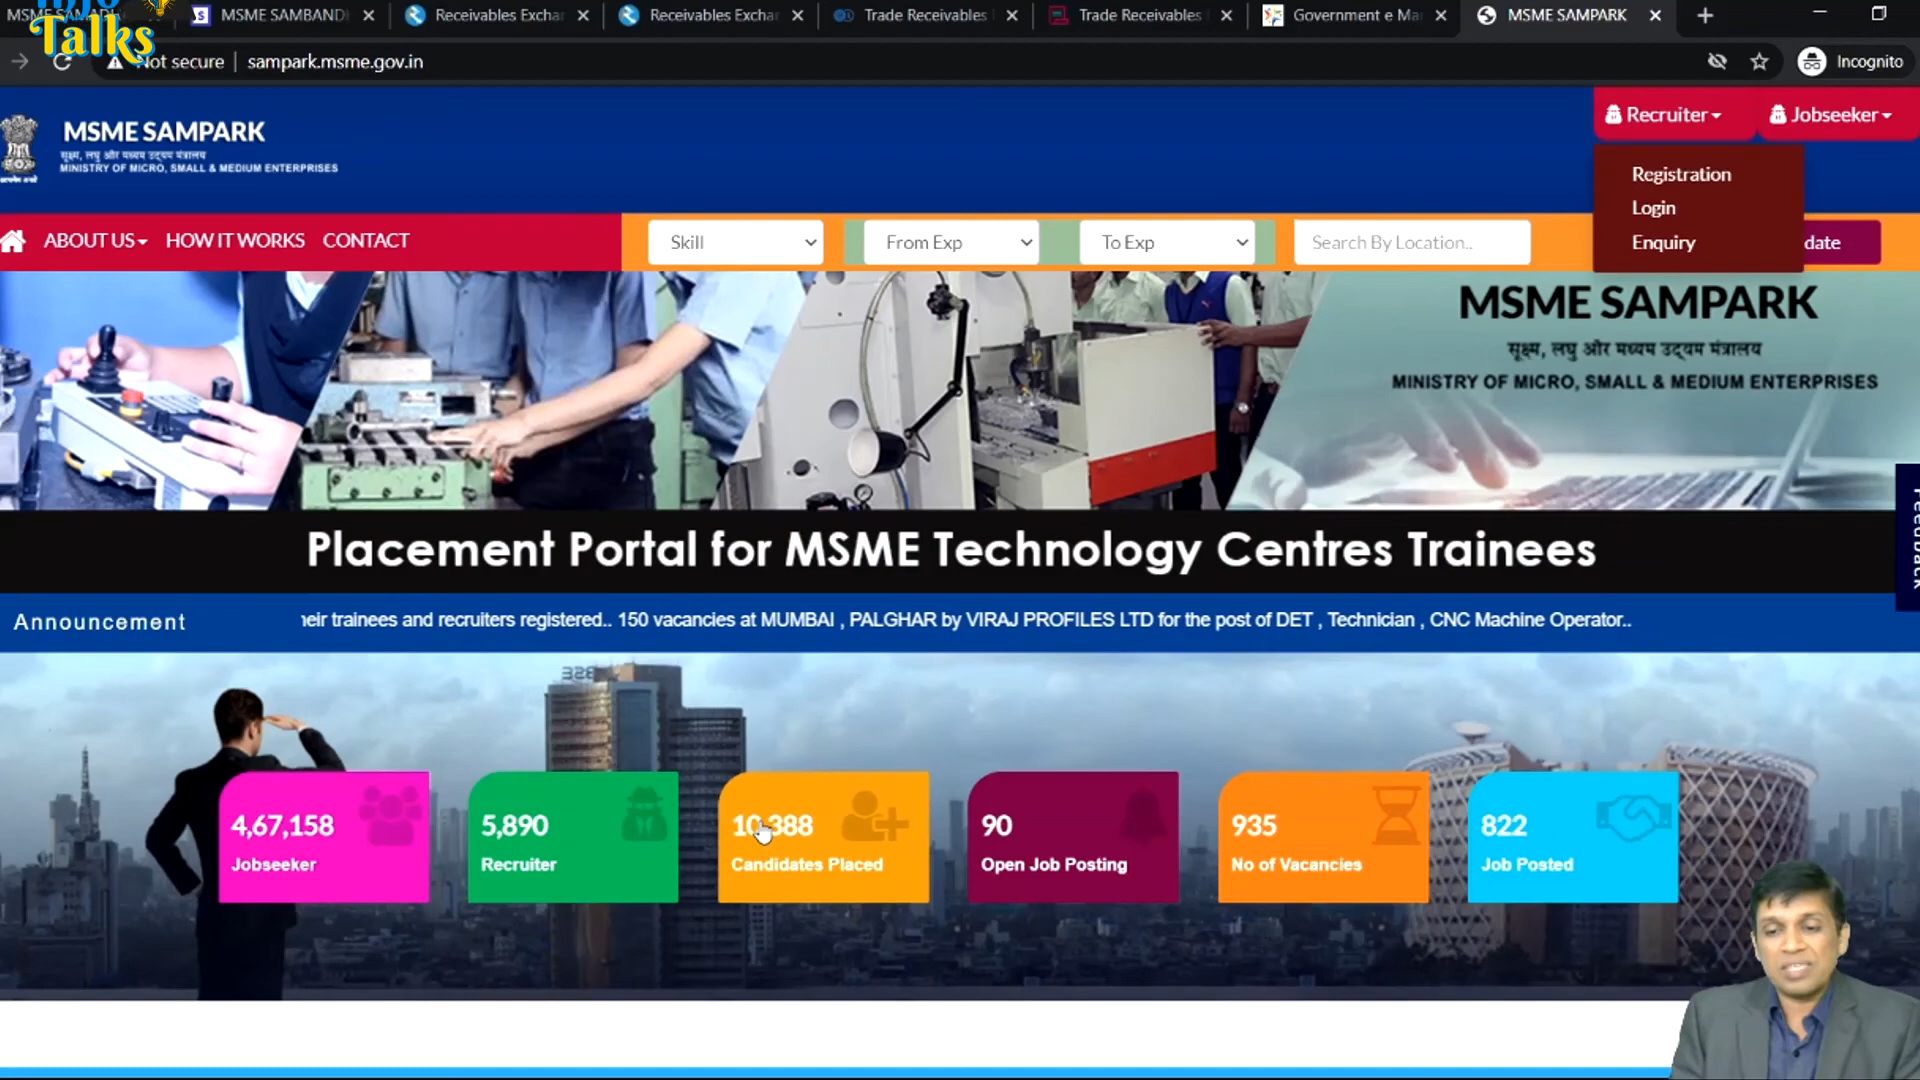 Talks
MSME SAMBAND
Receivables Exchar
Receivables Exchar
Trade Receivables
Trade Receivables
Government e Ma
MSME SAMPARK
Not secure
sampark.msme.gov.in
Incognito
MSME SAMPARK
सूक्ष्म, लघु और मध्यम उद्यम मंत्रालय
MINISTRY OF MICRO, SMALL & MEDIUM ENTERPRISES
Recruiter
Jobseeker
Registration
Login
Enquiry
ABOUT US
HOW IT WORKS
CONTACT
Skill
From Exp
To Exp
Search By Location..
date
MSME SAMPARK
सूक्ष्म, लघु और मध्यम उद्यम मंत्रालय
MINISTRY OF MICRO, SMALL & MEDIUM ENTERPRISES
Feedback
Placement Portal for MSME Technology Centres Trainees
Announcement
heir trainees and recruiters registered.. 150 vacancies at MUMBAI , PALGHAR by VIRAJ PROFILES LTD for the post of DET , Technician , CNC Machine Operator..
4,67,158
Jobseeker
5,890
Recruiter
10,388
Candidates Placed
90
Open Job Posting
935
No of Vacancies
822
Job Posted